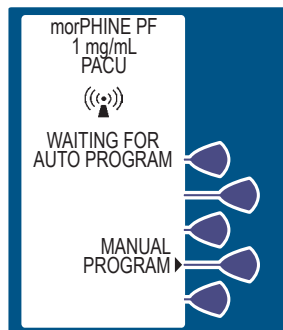 morPHINE PF
1 mg/mL
PACU
WAITING FOR
AUTO PROGRAM
MANUAL
PROGRAM